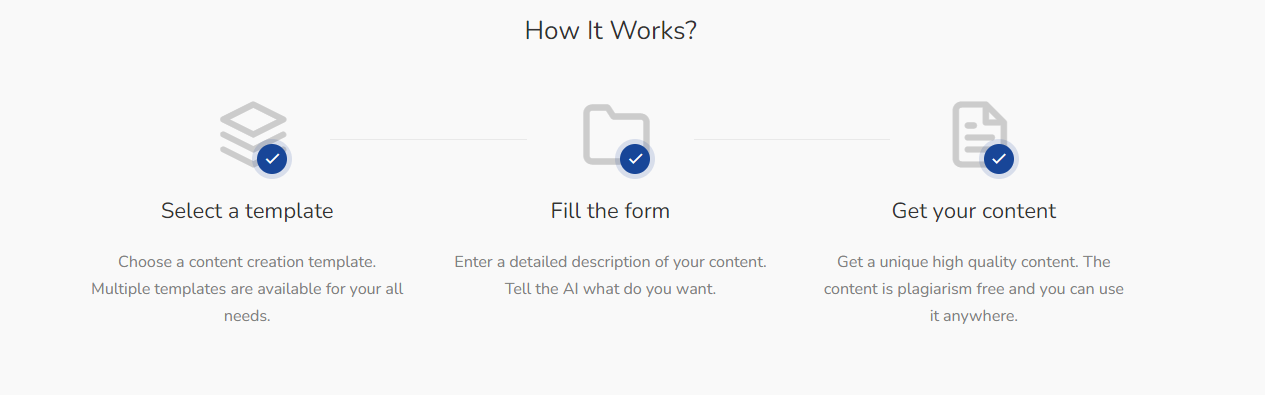 How It Works?
Select a template
Choose a content creation template.
Multiple templates are available for your all
needs.
Fill the form
Enter a detailed description of your content.
Tell the AI what do you want.
Get your content
Get a unique high quality content. The
content is plagiarism free and you can use
it anywhere.